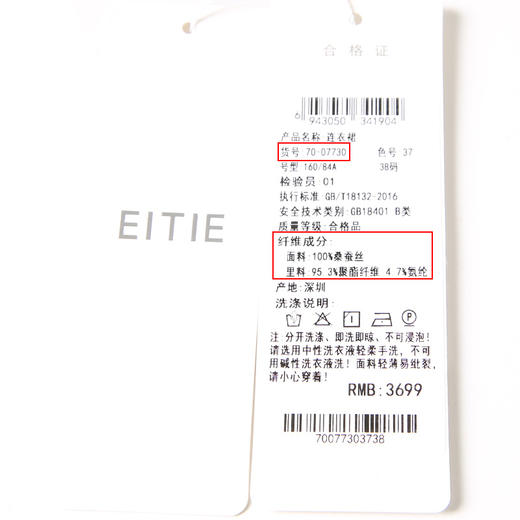 EITIE
合格证
6 943050 341904
产品名称 连衣裙
货号 70-07730 色号 37
号型 160/84A 38码
检验员:01
执行标准:GB/T18132-2016
安全技术类别:GB18401 B类
质量等级:合格品
纤维成分:
面料:100%桑蚕丝
里料:95.3%聚酯纤维 4.7%氨纶
产地:深圳
洗涤说明:
P
注:分开洗涤、即洗即晾、不可浸泡!
请选用中性洗衣液轻柔手洗,不可
用碱性洗衣液洗!面料轻薄易纰裂,
请小心穿着!
RMB:3699
70077303738